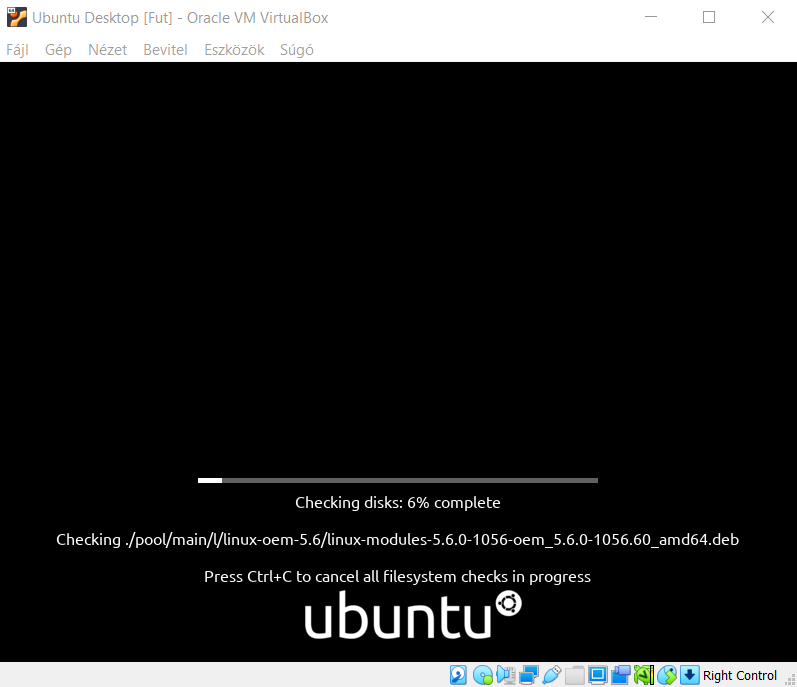 Ubuntu Desktop [Fut] - Oracle VM VirtualBox
Fájl Gép Nézet Bevitel Eszközök Súgó
Checking disks: 6% complete
Checking ./pool/main/l/linux-oem-5.6/linux-modules-5.6.0-1056-oem_5.6.0-1056.60_amd64.deb
Press Ctrl+C to cancel all filesystem checks in progress
ubuntu
Right Control